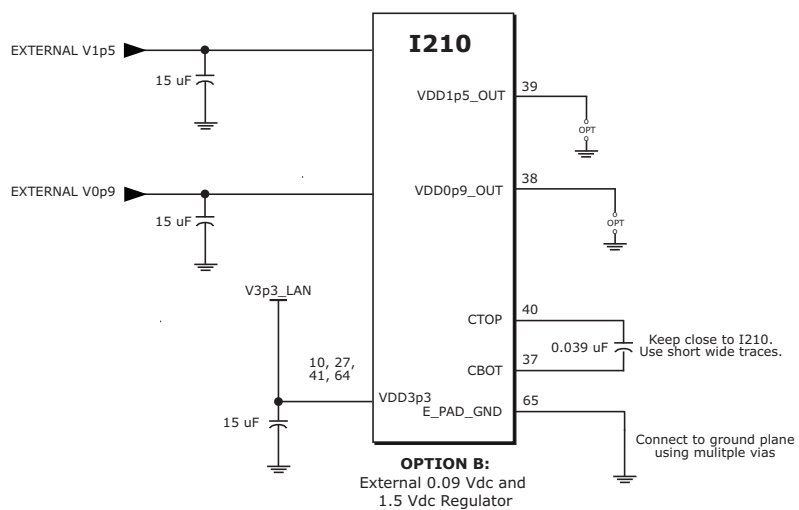 I210
EXTERNAL V1p5
15 uF
VDD1p5_OUT
39
OPT
EXTERNAL V0p9
15 uF
VDD0p9_OUT
38
OPT
V3p3_LAN
10, 27,
41, 64
15 uF
VDD3p3
CTOP
40
0.039 uF
Keep close to I210.
Use short wide traces.
CBOT
37
E_PAD_GND
65
Connect to ground plane
using mulitple vias
OPTION B:
External 0.09 Vdc and
1.5 Vdc Regulator